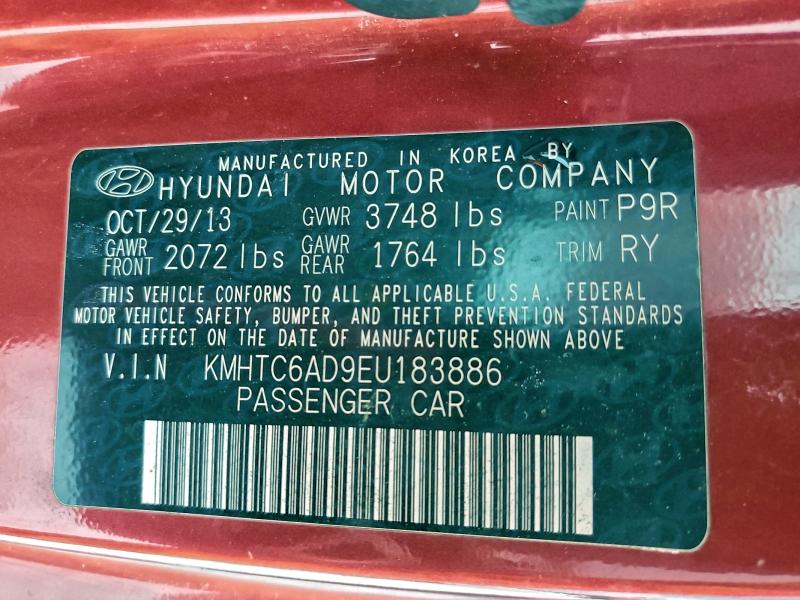 MANUFACTURED IN KOREA BY
HYUNDAI MOTOR COMPANY
OCT/29/13 GVWR 3748 lbs PAINT P9R
GAWR FRONT 2072 lbs GAWR REAR 1764 lbs TRIM RY
THIS VEHICLE CONFORMS TO ALL APPLICABLE U.S.A. FEDERAL
MOTOR VEHICLE SAFETY, BUMPER, AND THEFT PREVENTION STANDARDS
IN EFFECT ON THE DATE OF MANUFACTURE SHOWN ABOVE
V.I.N KMHTC6AD9EU183886
PASSENGER CAR